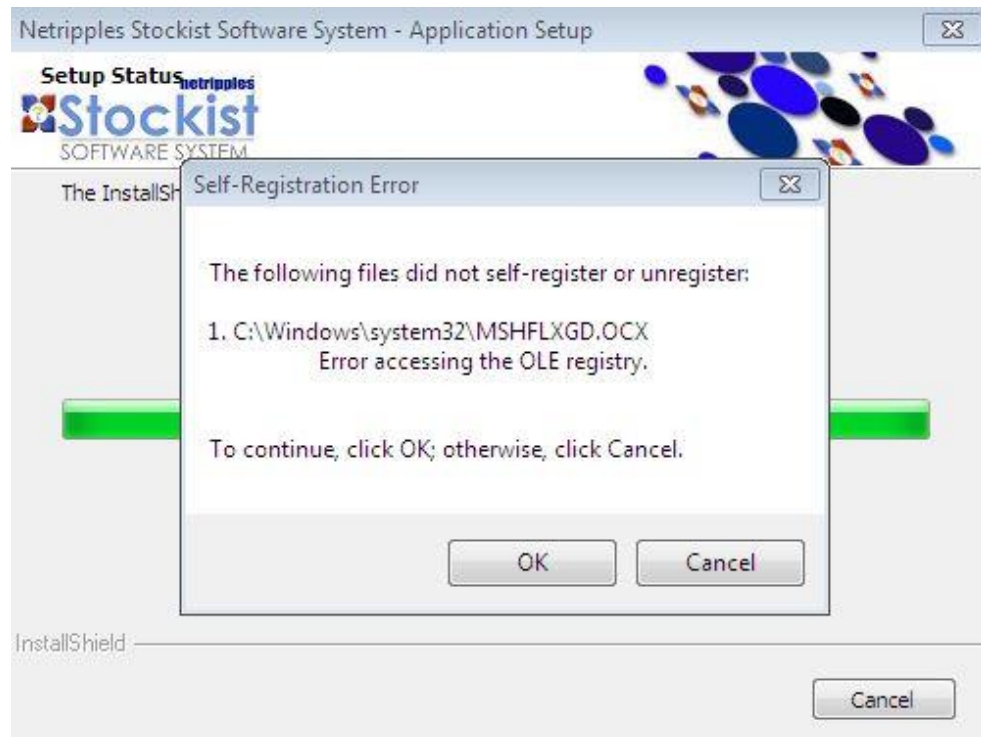 Netripples Stockist Software System - Application Setup
Setup Status
netripples
Stockist
SOFTWARE SYSTEM
The InstallSh
Self-Registration Error
The following files did not self-register or unregister:
1. C:\Windows\system32\MSHFLXGD.OCX
Error accessing the OLE registry.
To continue, click OK; otherwise, click Cancel.
OK Cancel
InstallShield
Cancel